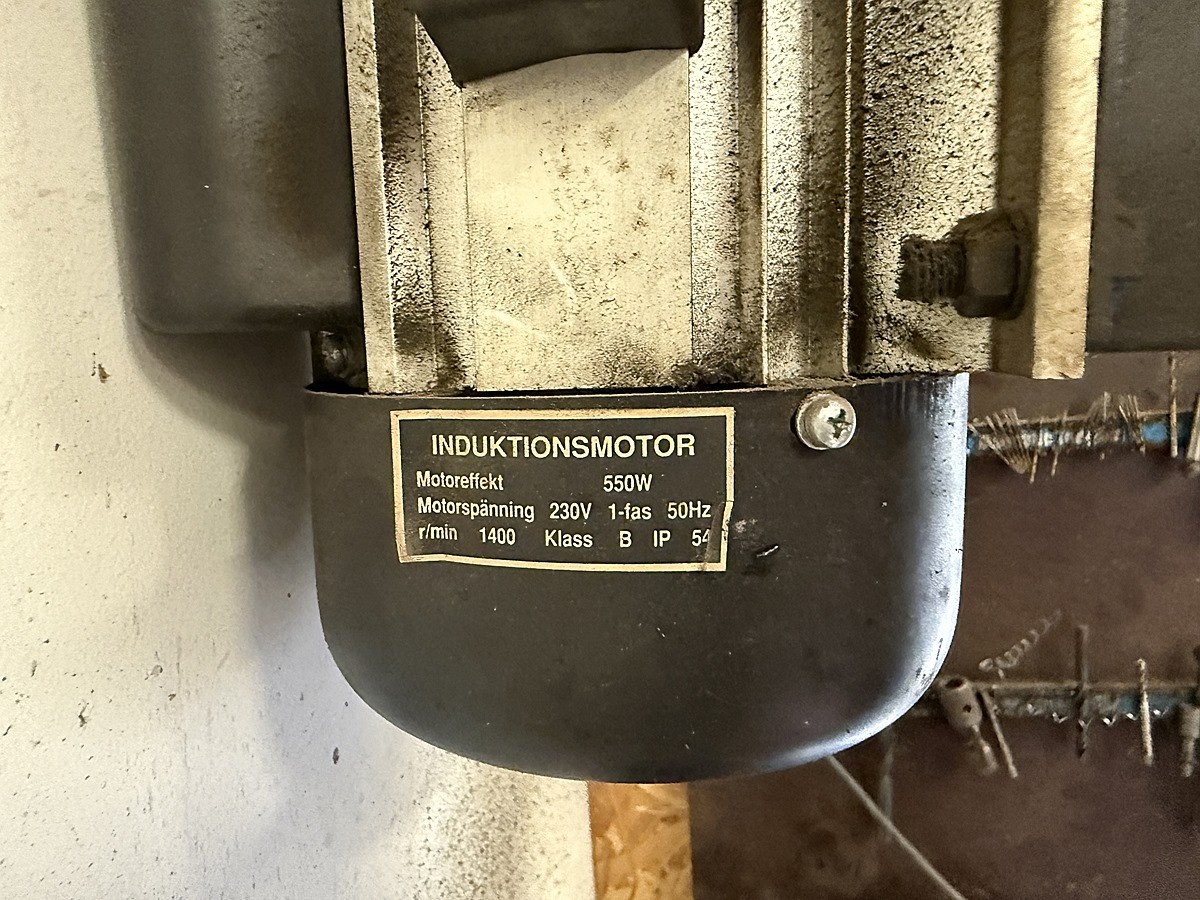 INDUKTIONSMOTOR
Motoreffekt 550W
Motorspänning 230V 1-fas 50Hz
r/min 1400 Klass B IP 54